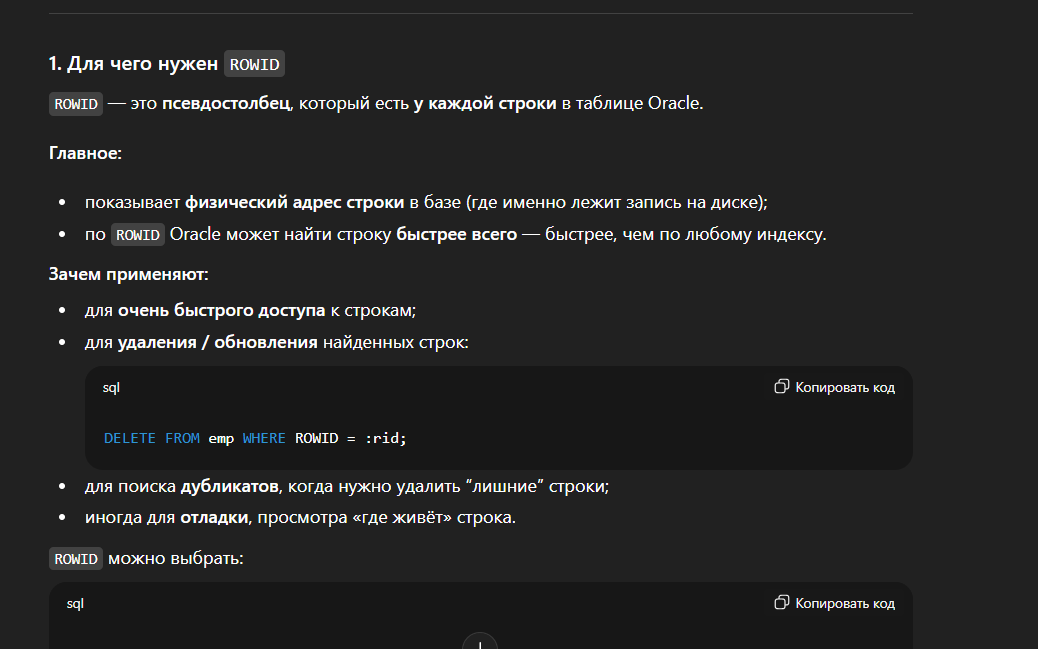 1. Для чего нужен ROWID
ROWID — это псевдостолбец, который есть у каждой строки в таблице Oracle.
Главное:
• показывает физический адрес строки в базе (где именно лежит запись на диске);
• по ROWID Oracle может найти строку быстрее всего — быстрее, чем по любому индексу.
Зачем применяют:
• для очень быстрого доступа к строкам;
• для удаления / обновления найденных строк:
sql Копировать код
DELETE FROM emp WHERE ROWID = :rid;
• для поиска дубликатов, когда нужно удалить “лишние” строки;
• иногда для отладки, просмотра «где живёт» строка.
ROWID можно выбрать:
sql Копировать код